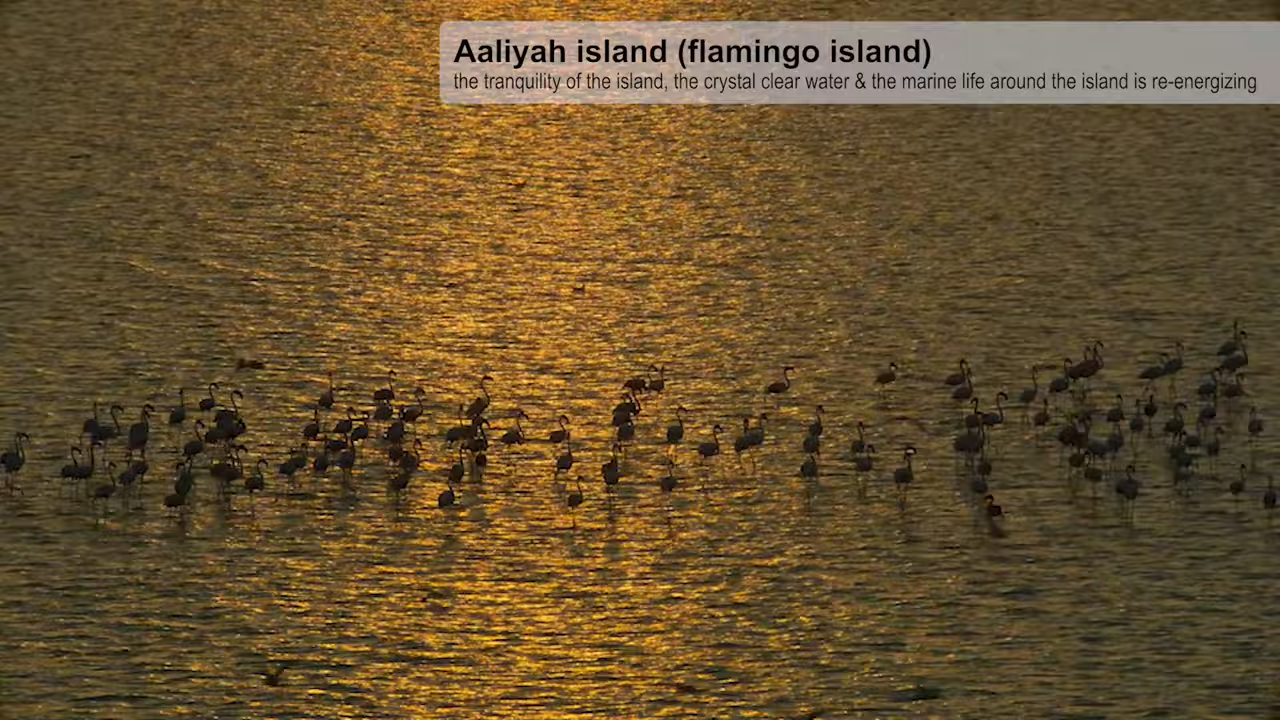 Aaliyah island (flamingo island)
the tranquility of the island, the crystal clear water & the marine life around the island is re-energizing